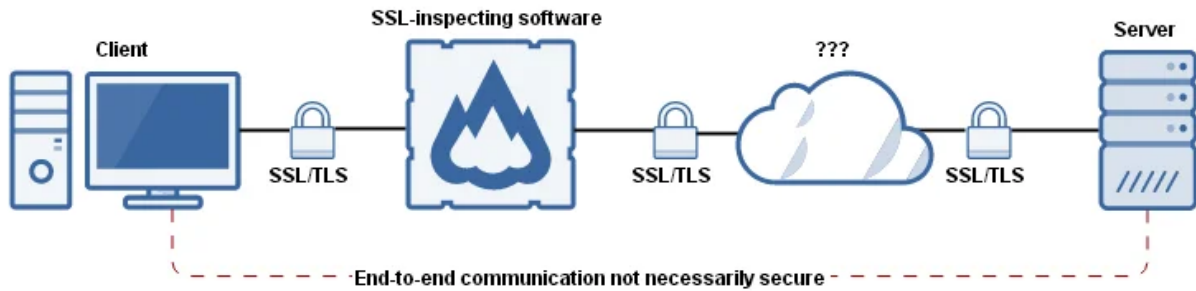 SSL-inspecting software
Client
???
Server
SSL/TLS
SSL/TLS
SSL/TLS
End-to-end communication not necessarily secure